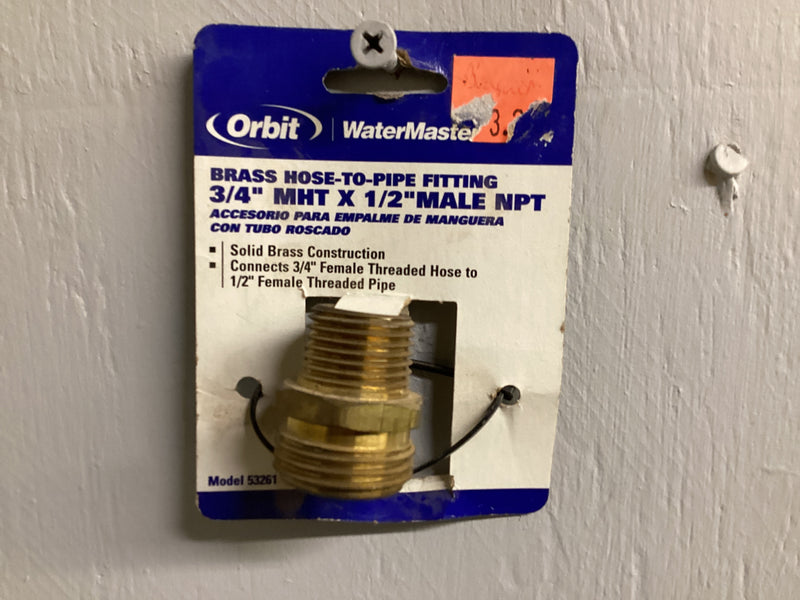 Orbit | WaterMaster
3.
BRASS HOSE-TO-PIPE FITTING
3/4" MHT X 1/2" MALE NPT
ACCESORIO PARA EMPALME DE MANGUERA
CON TUBO ROSCADO
▪ Solid Brass Construction
▪ Connects 3/4" Female Threaded Hose to
1/2" Female Threaded Pipe
Model 53261